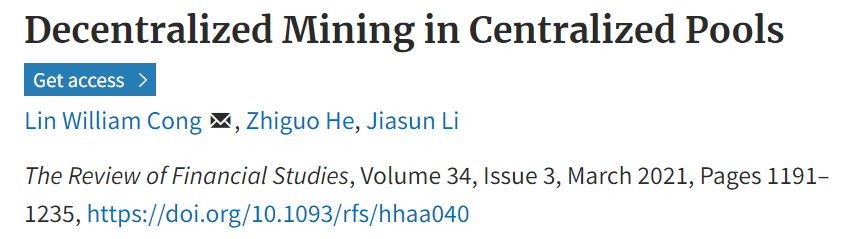 Decentralized Mining in Centralized Pools
Get access
Lin William Cong , Zhiguo He, Jiasun Li
The Review of Financial Studies, Volume 34, Issue 3, March 2021, Pages 1191–
1235, https://doi.org/10.1093/rfs/hhaa040